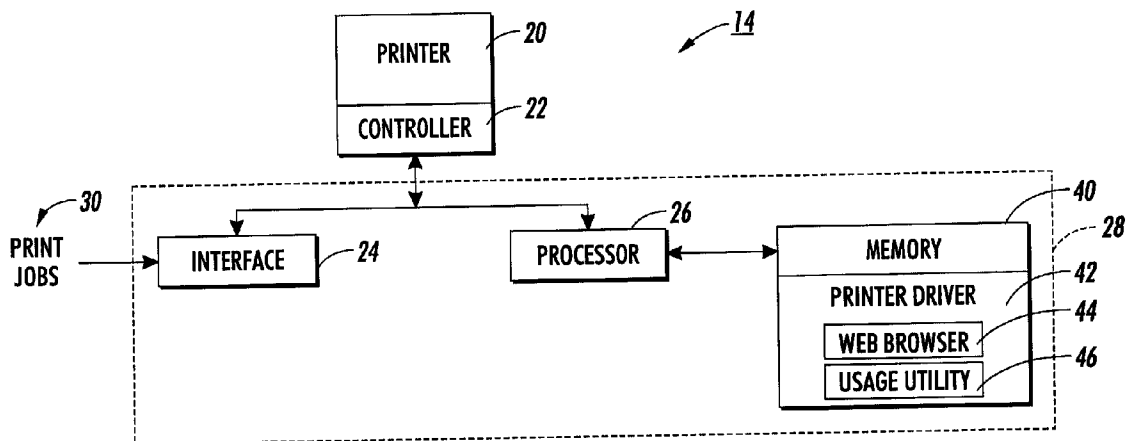 14
PRINTER
20
CONTROLLER
22
30
PRINT
JOBS
INTERFACE
24
PROCESSOR
26
40
28
MEMORY
PRINTER DRIVER
42
WEB BROWSER
44
USAGE UTILITY
46